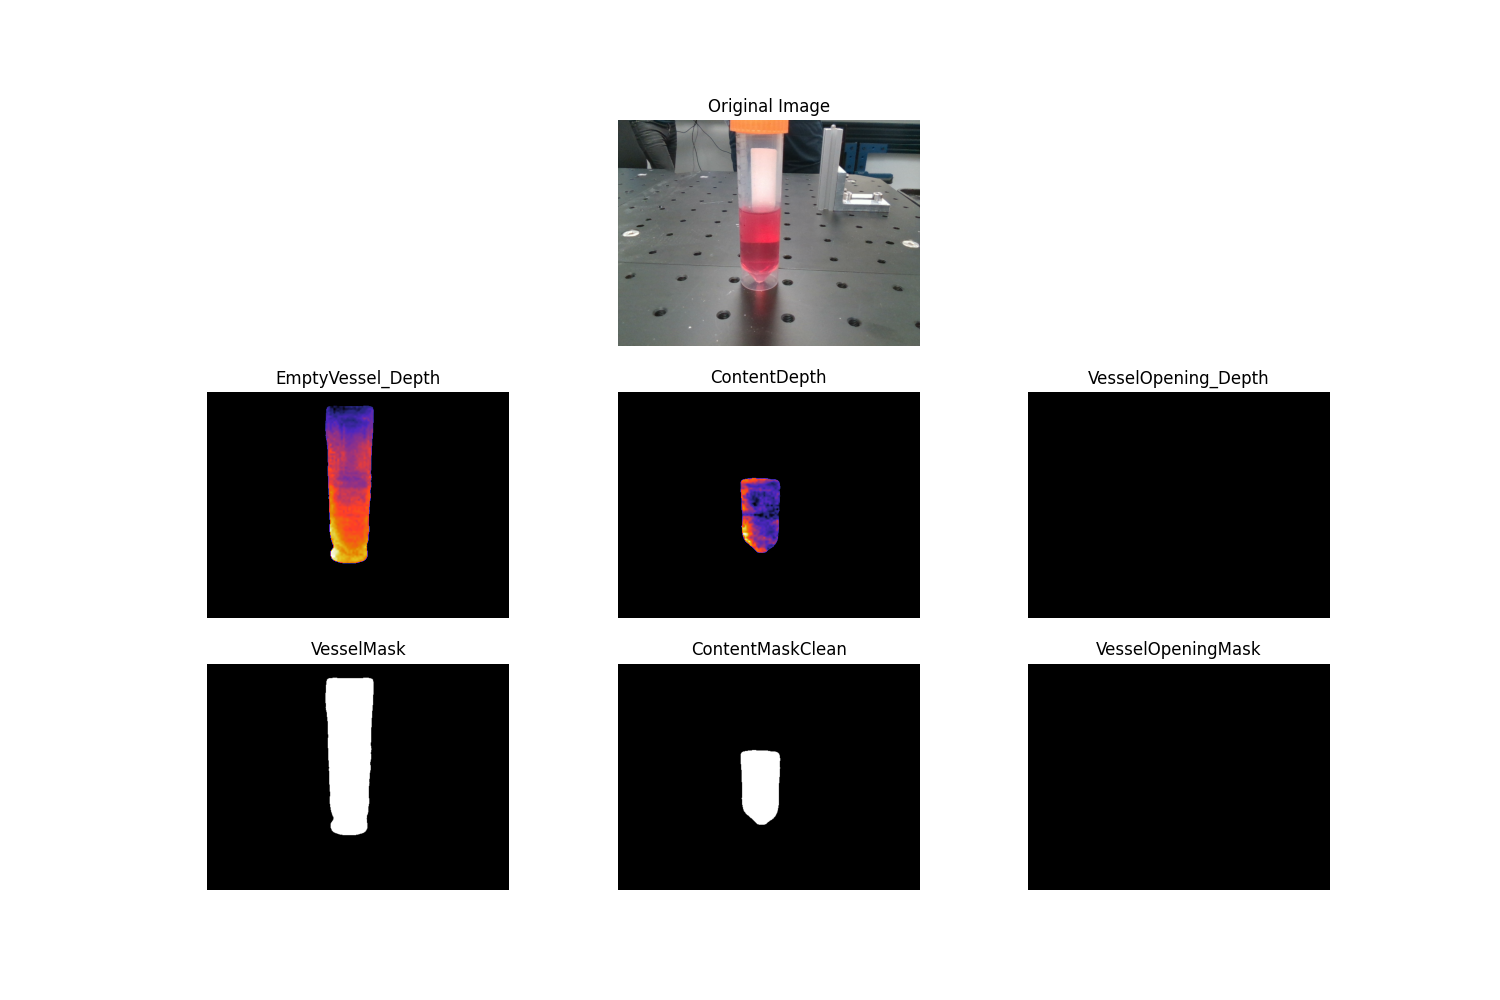 Original Image
EmptyVessel_Depth
ContentDepth
VesselOpening_Depth
VesselMask
ContentMaskClean
VesselOpeningMask